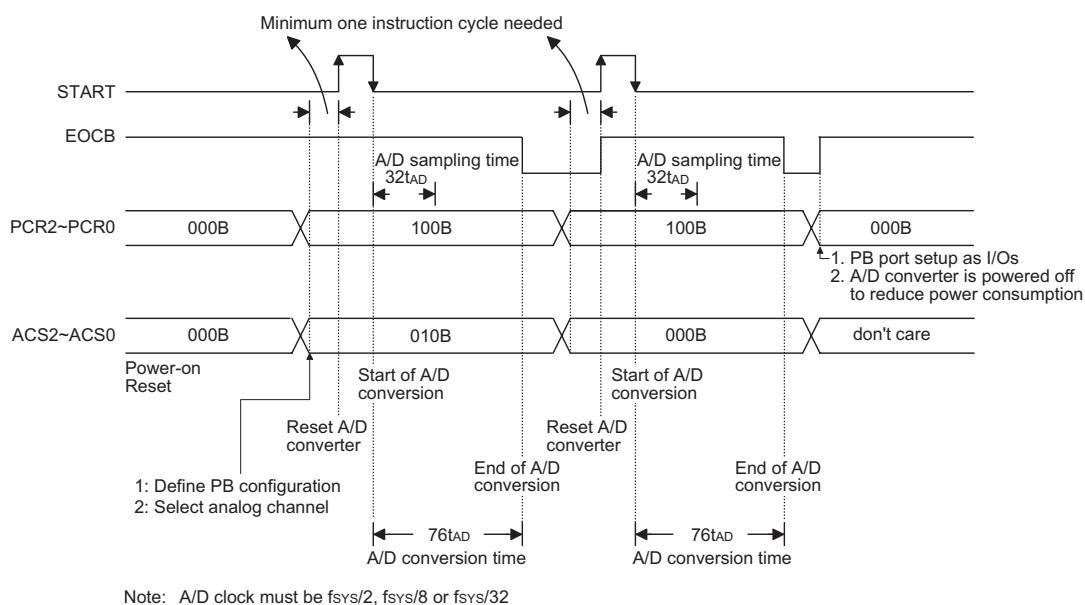 Minimum one instruction cycle needed
START
EOCB
A/D sampling time
32tAD
A/D sampling time
32tAD
PCR2~PCR0
000B
100B
100B
000B
1. PB port setup as I/Os
2. A/D converter is powered off
to reduce power consumption
ACS2~ACS0
000B
010B
000B
don't care
Power-on
Reset
Start of A/D
conversion
Start of A/D
conversion
Reset A/D
converter
Reset A/D
converter
End of A/D
conversion
End of A/D
conversion
1: Define PB configuration
2: Select analog channel
76tAD
A/D conversion time
76tAD
A/D conversion time
Note: A/D clock must be fSYS/2, fSYS/8 or fSYS/32